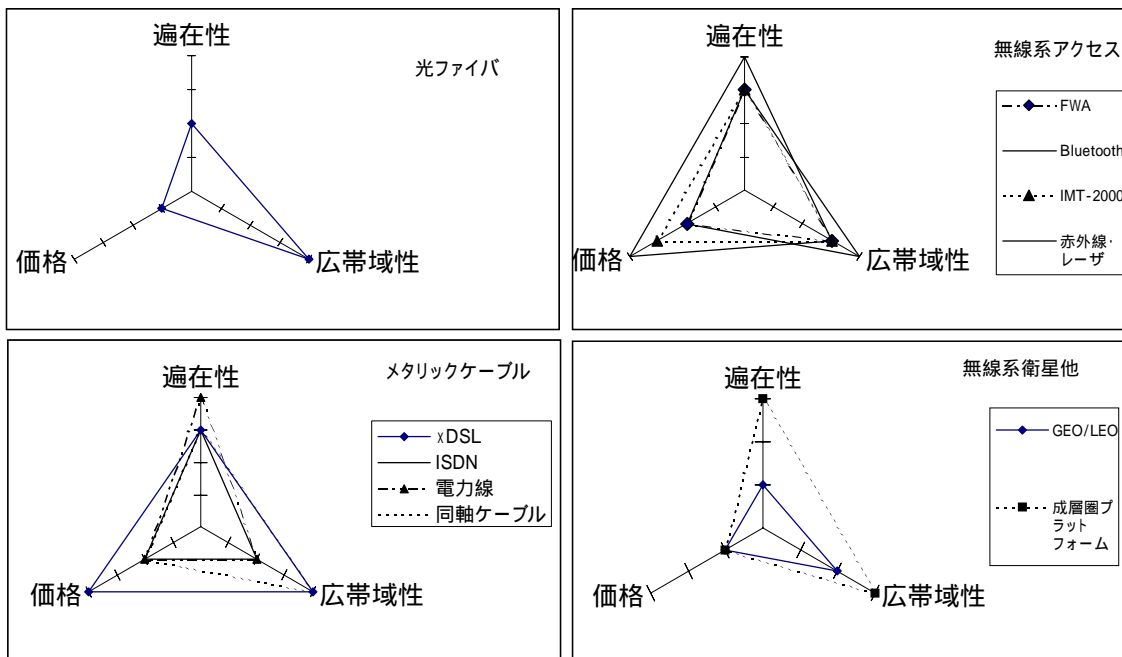 遍在性
光ファイバ
価格
広帯域性
遍在性
無線系アクセス
FWA
Bluetooth
IMT-2000
赤外線・
レーザ
価格
広帯域性
遍在性
メタリックケーブル
xDSL
ISDN
電力線
同軸ケーブル
価格
広帯域性
遍在性
無線系衛星他
GEO/LEO
成層圏プ
ラット
フォーム
価格
広帯域性